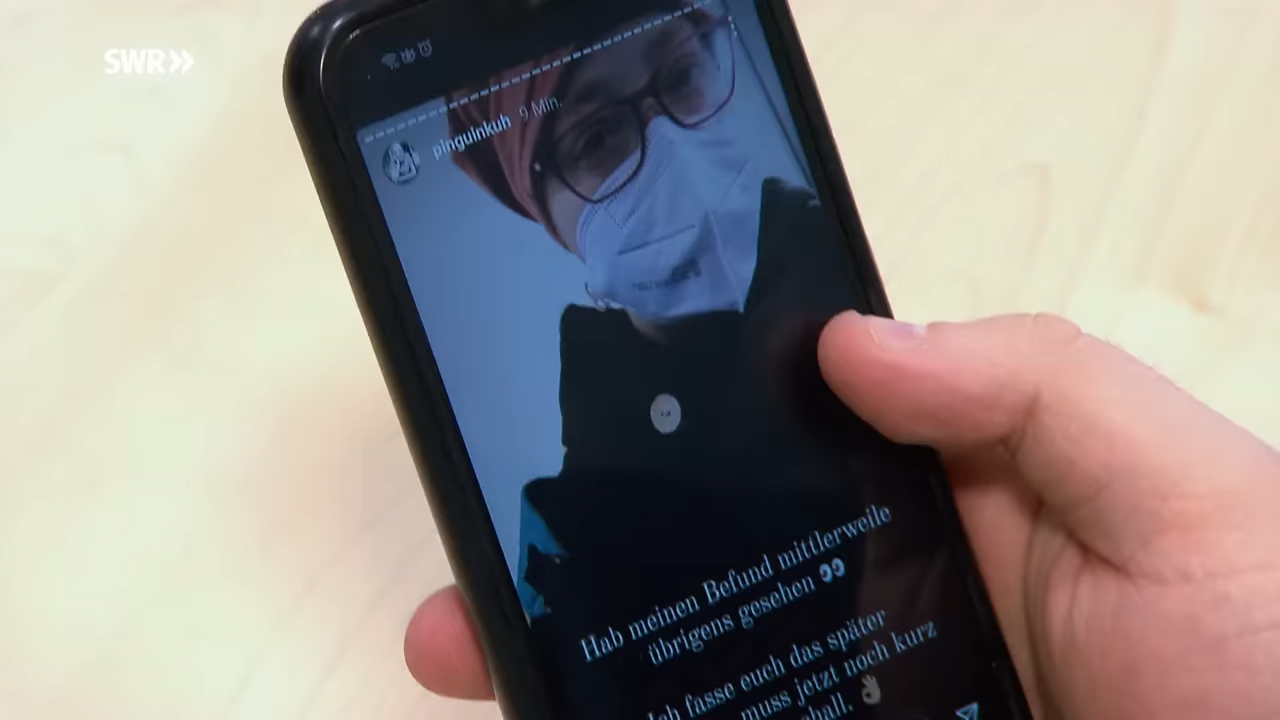 SWR
pinguinkuh 9 Min.
Hab meinen Befund mittlerweile
übrigens gesehen 👀
Ich fasse euch das später
muss jetzt noch kurz
👌